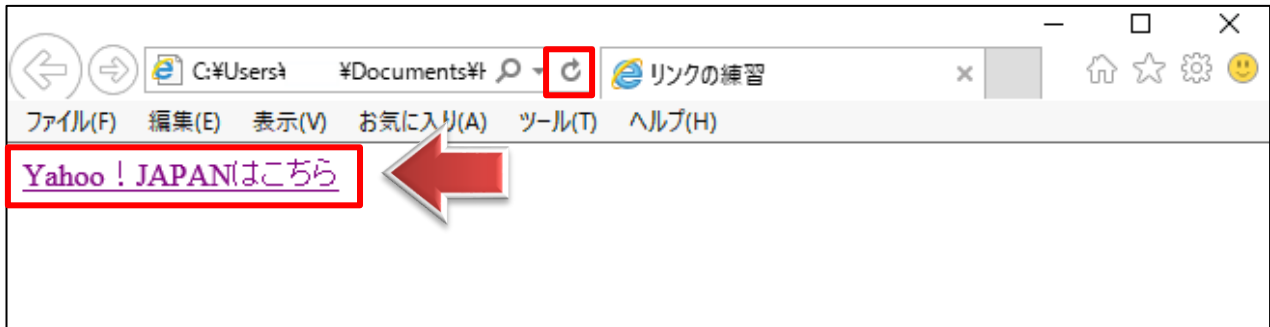 C:¥Users¥ ¥Documents¥ リンクの練習
ファイル(F) 編集(E) 表示(V) お気に入り(A) ツール(T) ヘルプ(H)
Yahoo！JAPANはこちら